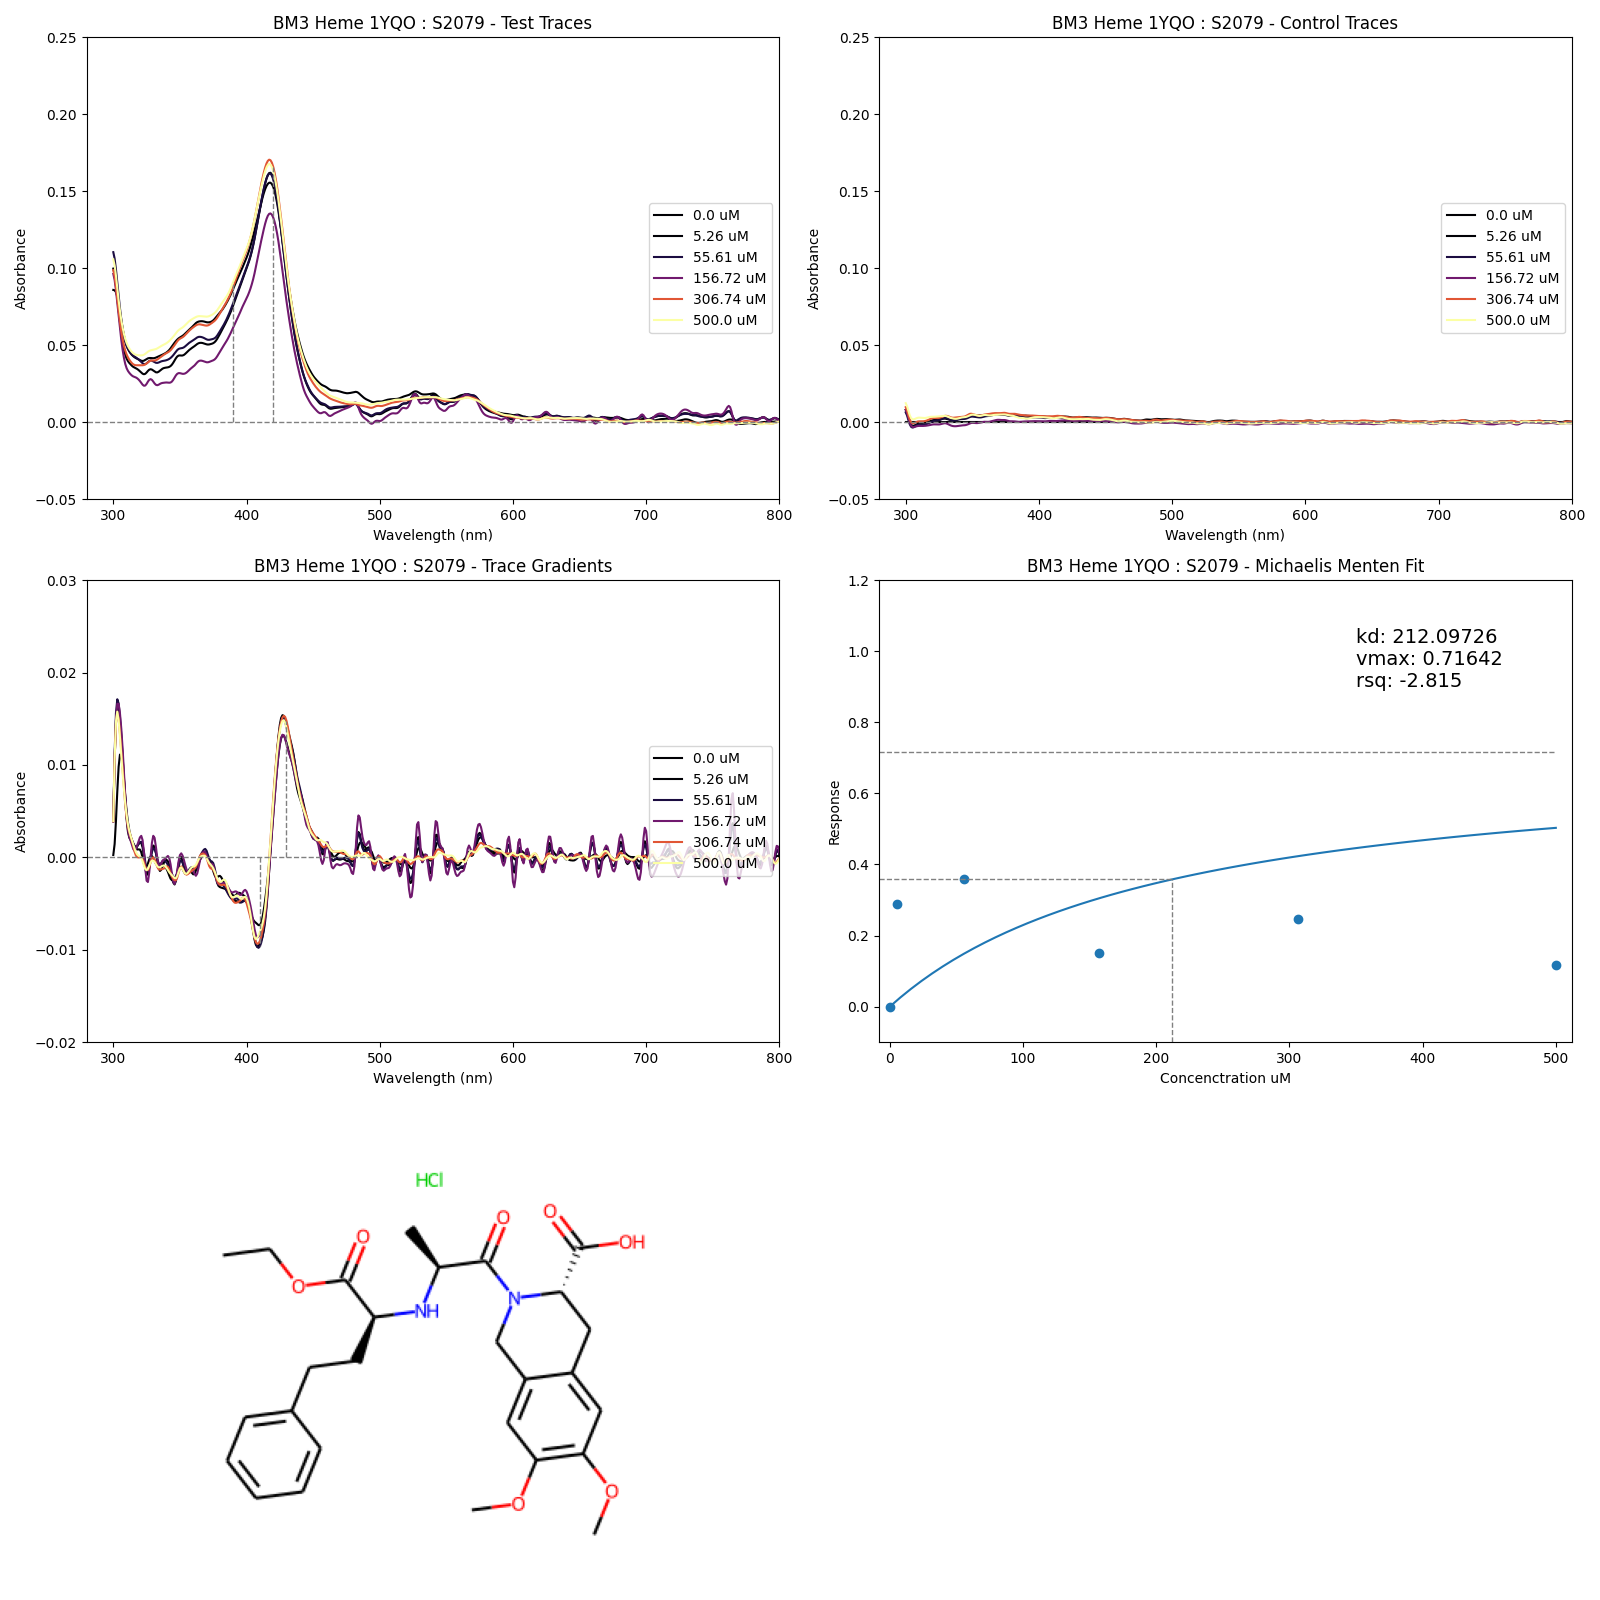 BM3 Heme 1YQO : S2079 - Test Traces
Absorbance
0.25
0.20
0.15
0.10
0.05
0.00
−0.05
300 400 500 600 700 800
Wavelength (nm)
0.0 uM
5.26 uM
55.61 uM
156.72 uM
306.74 uM
500.0 uM
BM3 Heme 1YQO : S2079 - Control Traces
Absorbance
0.25
0.20
0.15
0.10
0.05
0.00
−0.05
300 400 500 600 700 800
Wavelength (nm)
0.0 uM
5.26 uM
55.61 uM
156.72 uM
306.74 uM
500.0 uM
BM3 Heme 1YQO : S2079 - Trace Gradients
Absorbance
0.03
0.02
0.01
0.00
−0.01
−0.02
300 400 500 600 700 800
Wavelength (nm)
0.0 uM
5.26 uM
55.61 uM
156.72 uM
306.74 uM
500.0 uM
BM3 Heme 1YQO : S2079 - Michaelis Menten Fit
Response
1.2
1.0
0.8
0.6
0.4
0.2
0.0
0 100 200 300 400 500
Concenctration uM
kd: 212.09726
vmax: 0.71642
rsq: -2.815
HCl
O
O
O
OH
O
O
NH
N
O
O